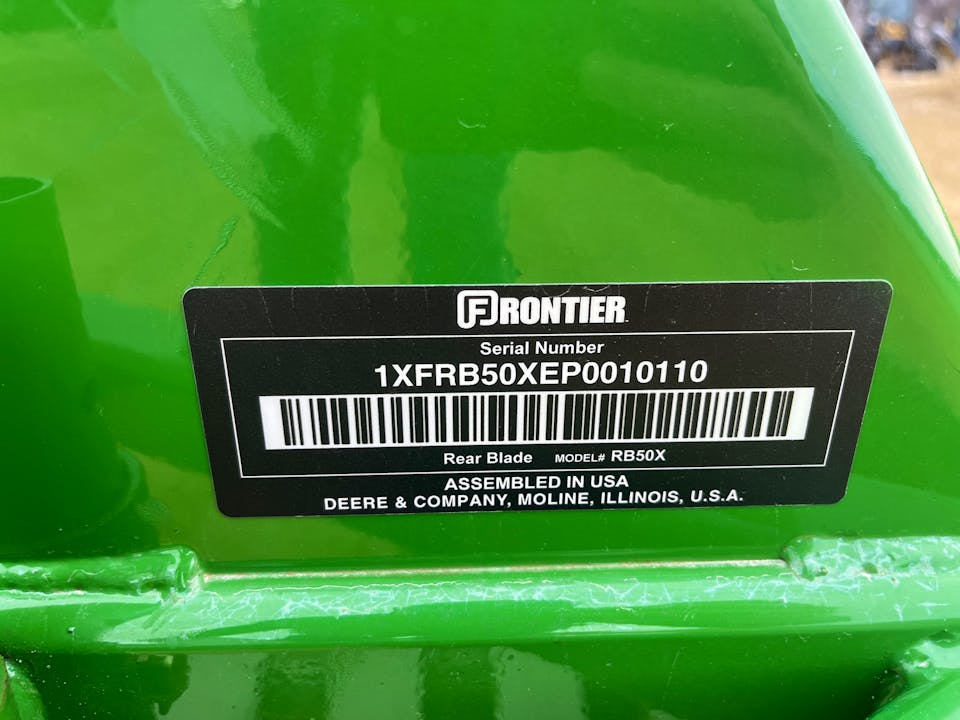 FRONTIER
Serial Number
1XFRB50XEP0010110
Rear Blade MODEL# RB50X
ASSEMBLED IN USA
DEERE & COMPANY, MOLINE, ILLINOIS, U.S.A.